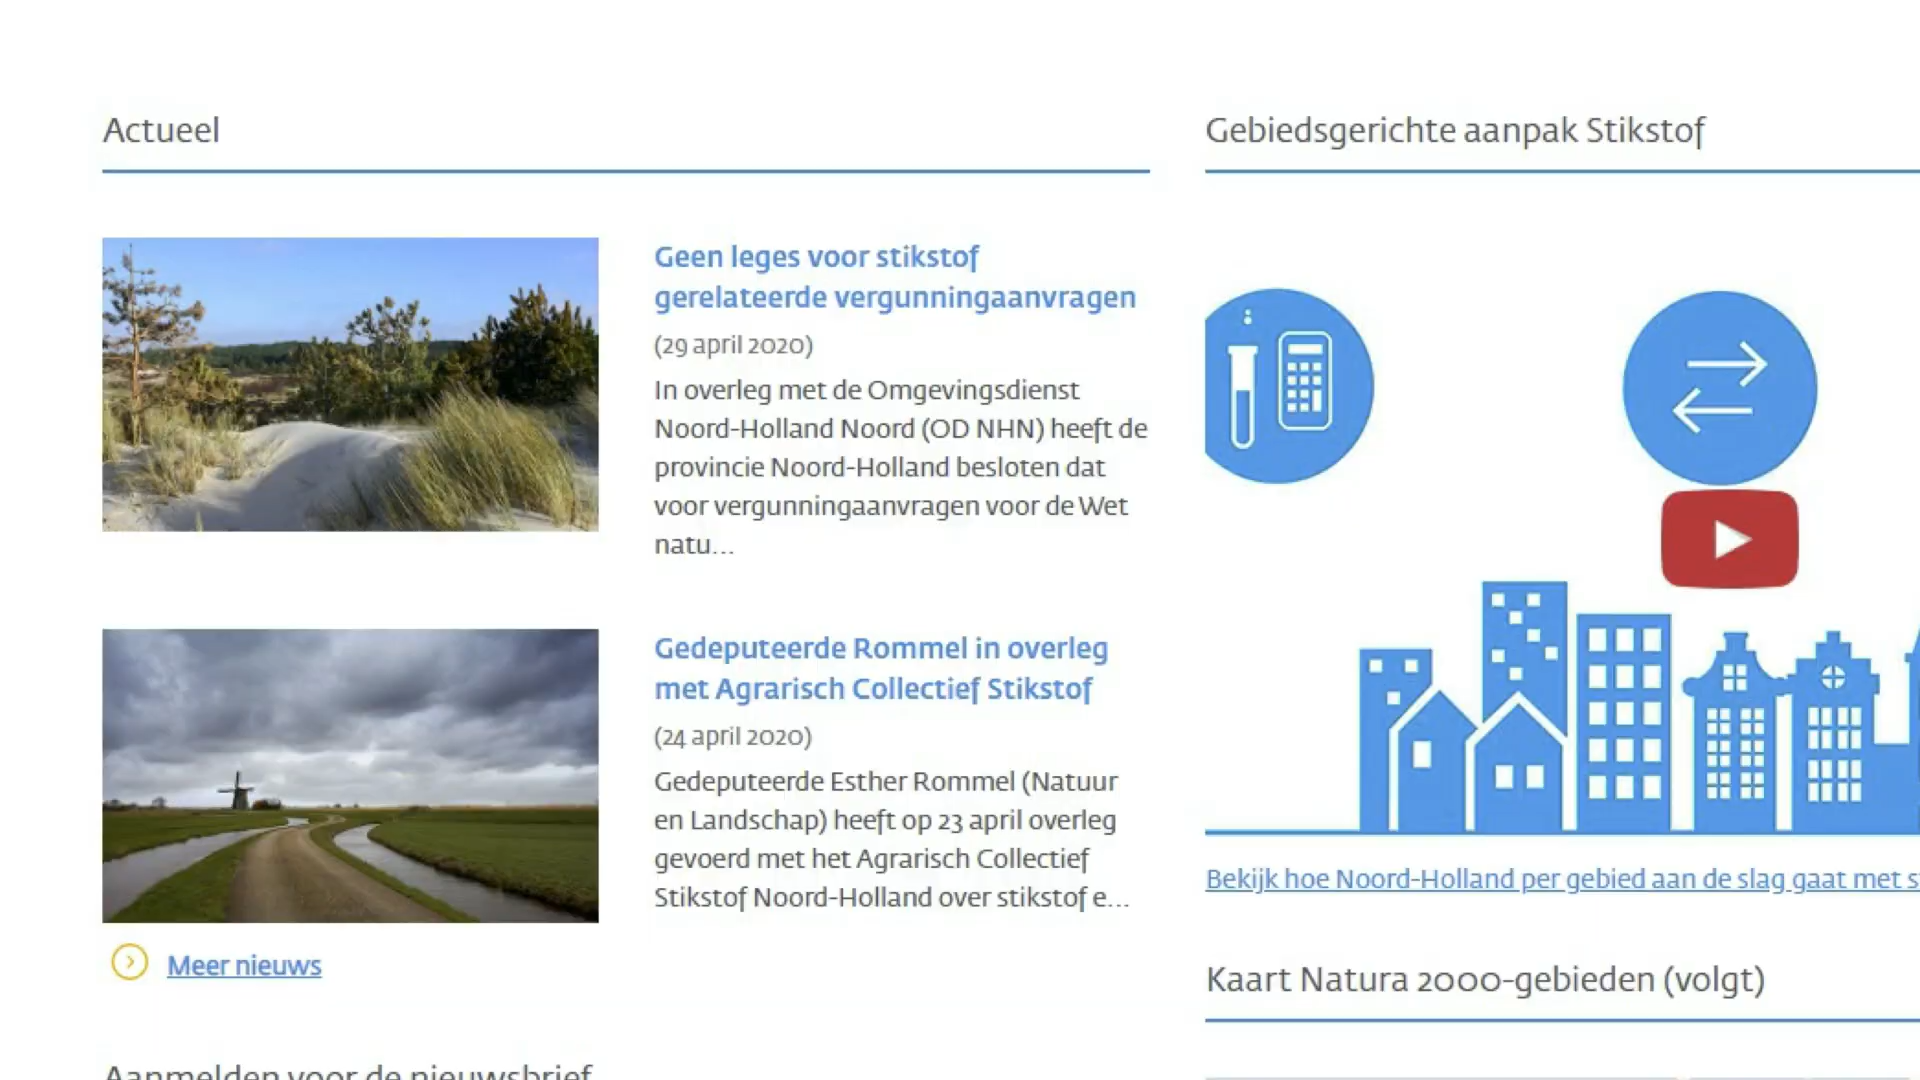 Actueel
Geen leges voor stikstof
gerelateerde vergunningaanvragen
(29 april 2020)
In overleg met de Omgevingsdienst
Noord-Holland Noord (OD NHN) heeft de
provincie Noord-Holland besloten dat
voor vergunningaanvragen voor de Wet
natu...
Gedeputeerde Rommel in overleg
met Agrarisch Collectief Stikstof
(24 april 2020)
Gedeputeerde Esther Rommel (Natuur
en Landschap) heeft op 23 april overleg
gevoerd met het Agrarisch Collectief
Stikstof Noord-Holland over stikstof e...
Meer nieuws
Aanmelden voor de nieuwsbrief
Gebiedsgerichte aanpak Stikstof
Bekijk hoe Noord-Holland per gebied aan de slag gaat met
Kaart Natura 2000-gebieden (volgt)